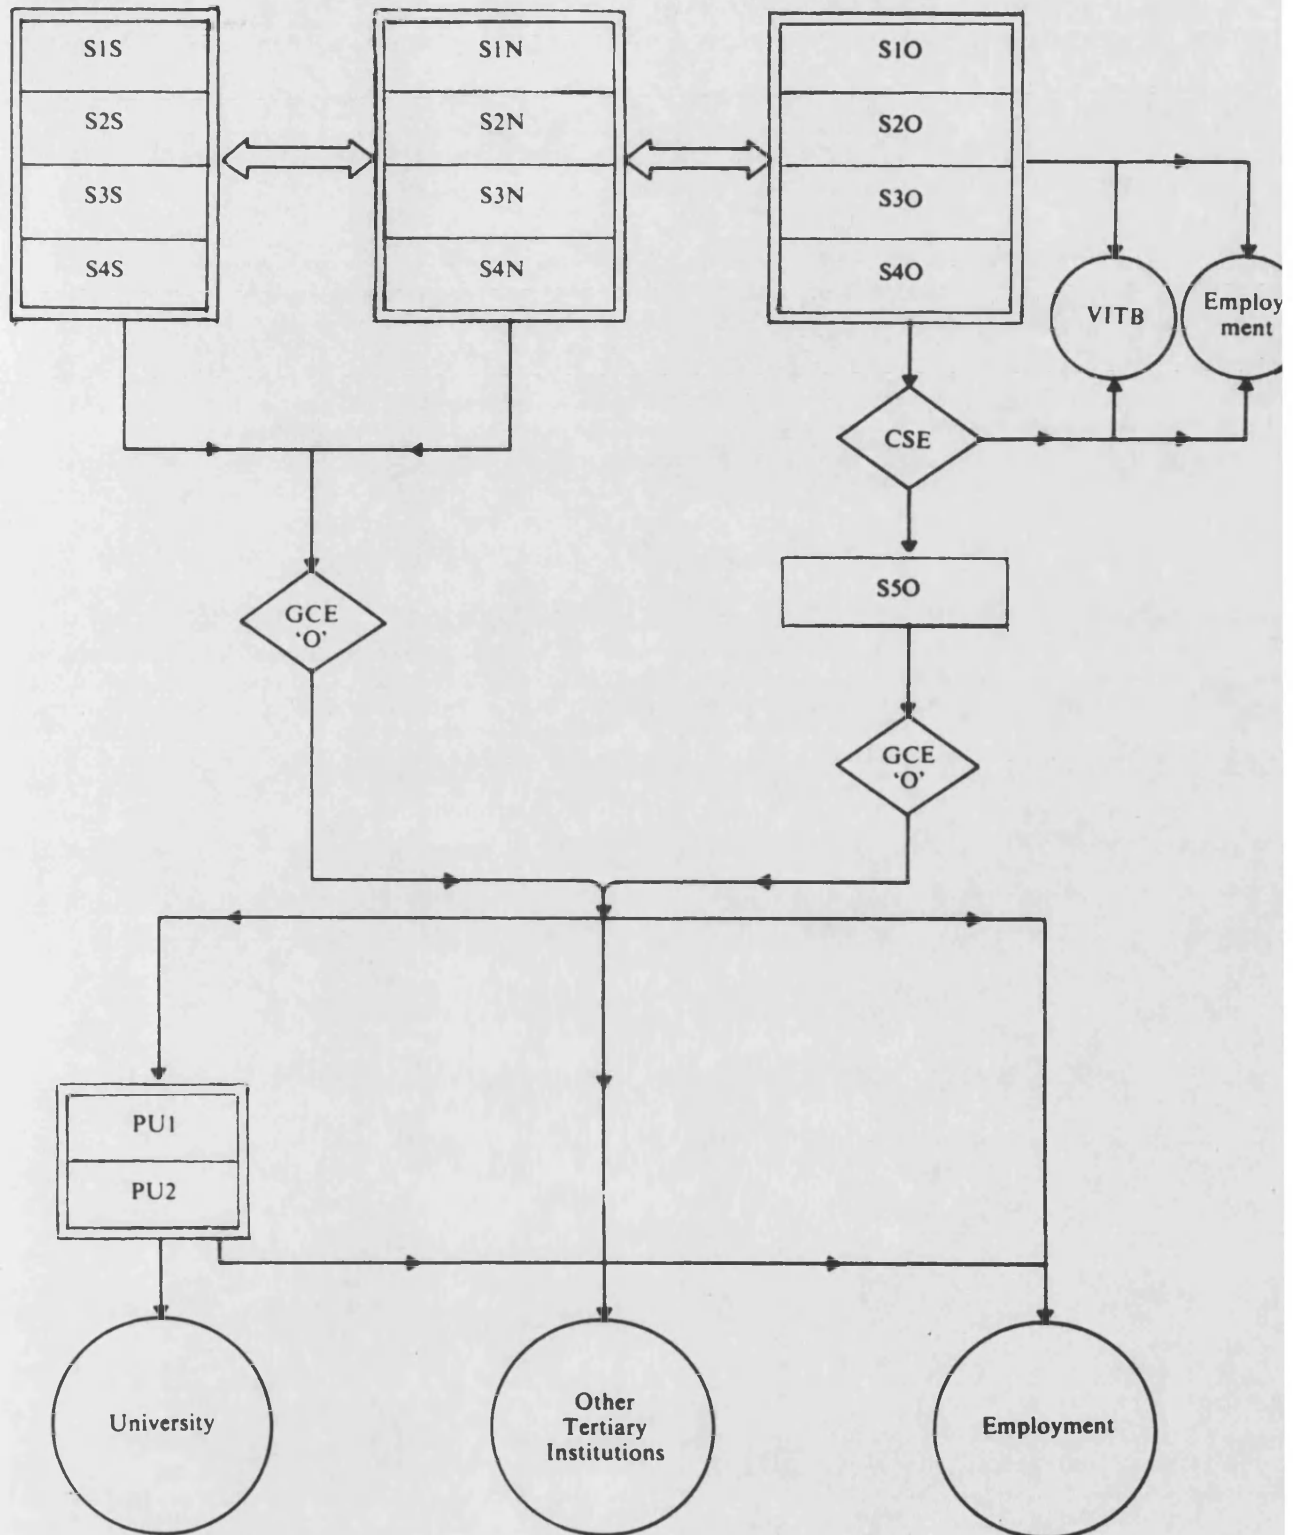 S1S
S2S
S3S
S4S
S1N
S2N
S3N
S4N
S1O
S2O
S3O
S4O
VITB
Employ
ment
CSE
S5O
GCE
‘O’
GCE
‘O’
PU1
PU2
University
Other
Tertiary
Institutions
Employment